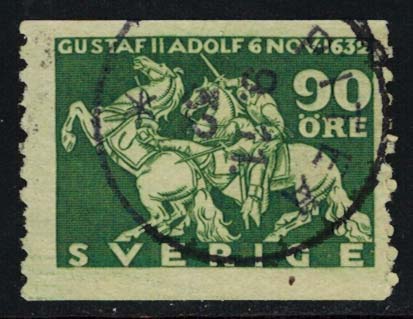 GUSTAF II ADOLF 6 NOV. 1632
90
ÖRE
SVERIGE